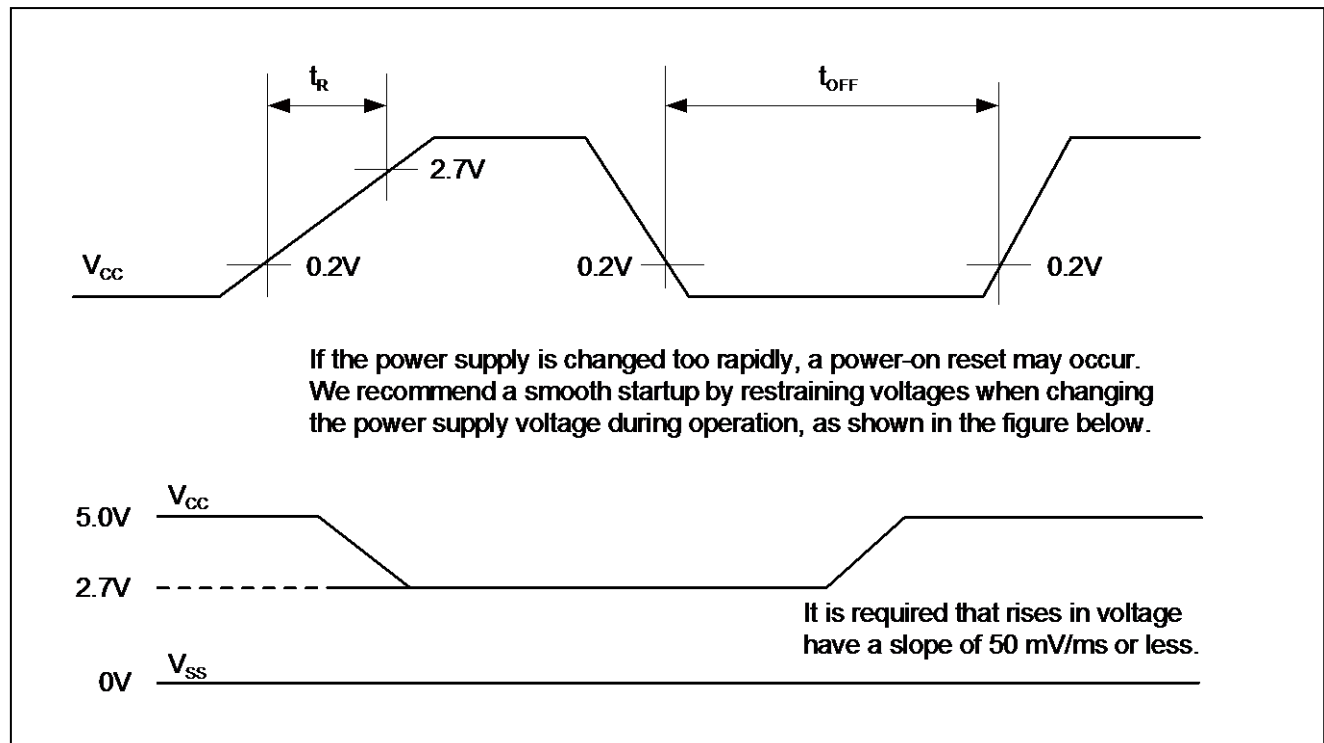 tR
tOFF
2.7V
VCC
0.2V
0.2V
0.2V
If the power supply is changed too rapidly, a power-on reset may occur.
We recommend a smooth startup by restraining voltages when changing
the power supply voltage during operation, as shown in the figure below.
VCC
5.0V
2.7V
It is required that rises in voltage
have a slope of 50 mV/ms or less.
VSS
0V